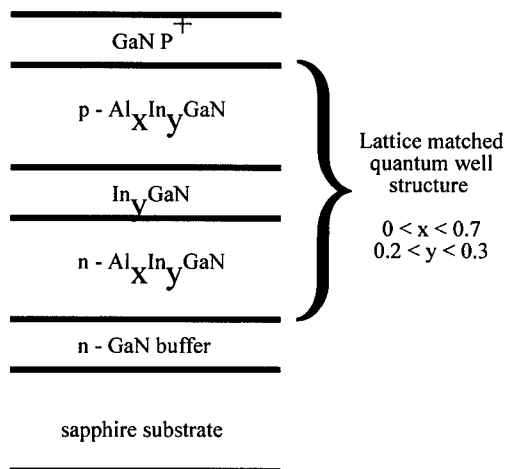 GaN P+
p - AlxInyGaN
InyGaN
n - AlxInyGaN
n - GaN buffer
sapphire substrate
Lattice matched
quantum well
structure
0 < x < 0.7
0.2 < y < 0.3